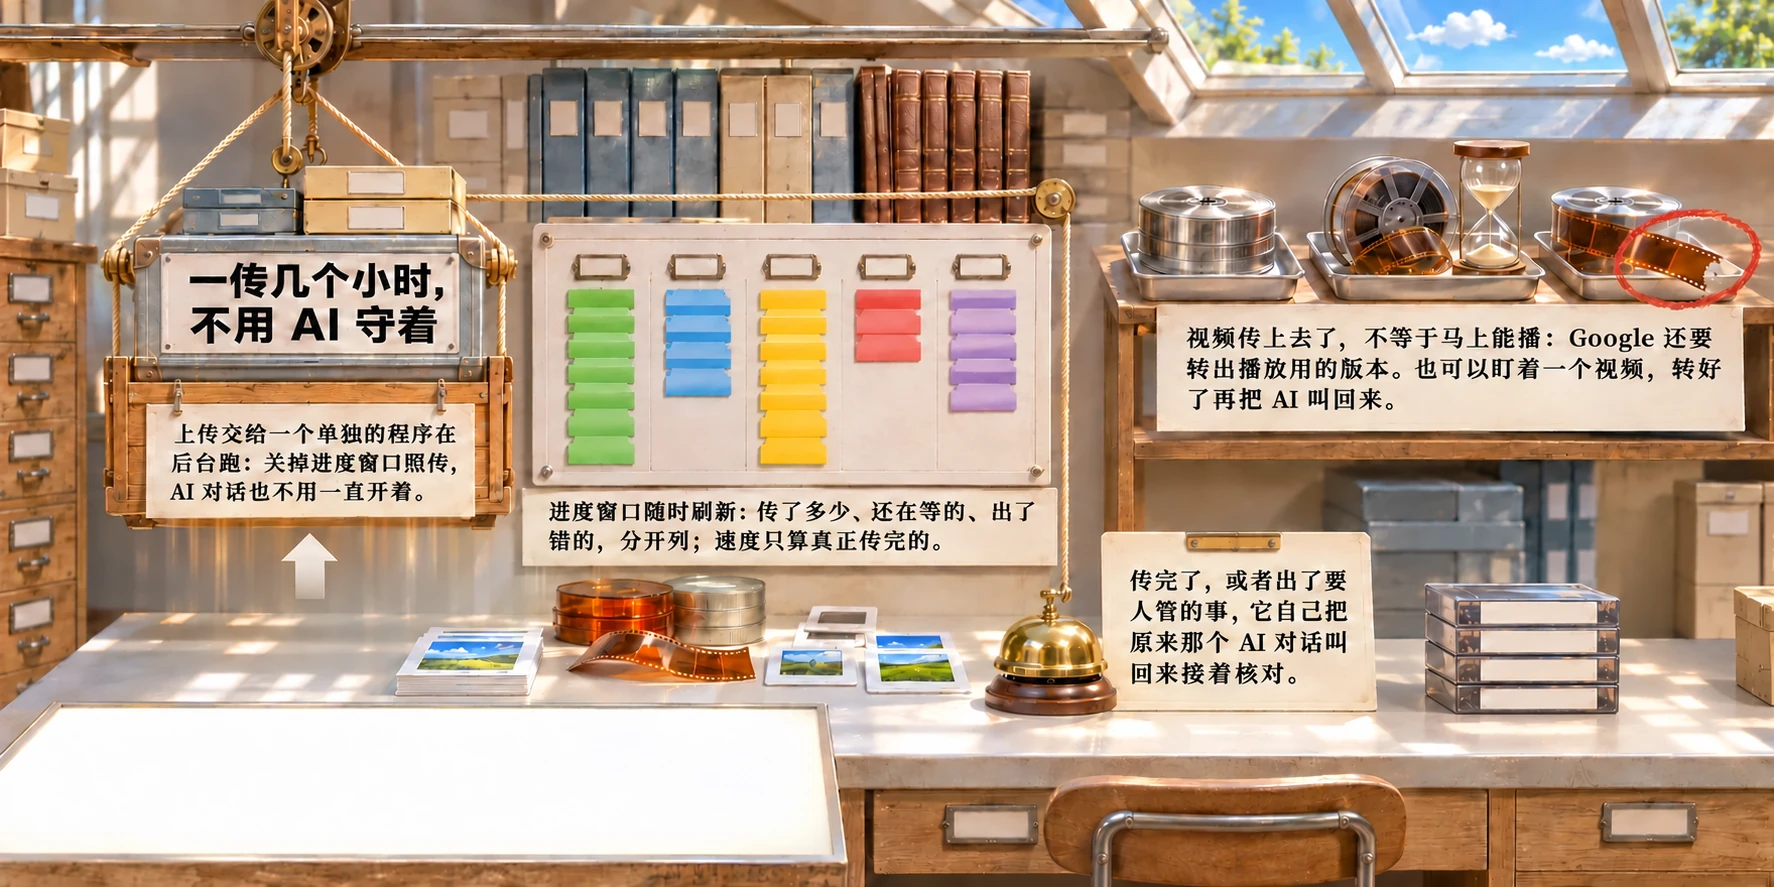 一传几个小时,
不用 AI 守着
上传交给一个单独的程序在
后台跑：关掉进度窗口照传，
AI 对话也不用一直开着。
进度窗口随时刷新：传了多少、还在等的、出了
错的，分开列；速度只算真正传完的。
视频传上去了，不等于马上能播：Google 还要
转出播放用的版本。也可以盯着一个视频，转好
了再把 AI 叫回来。
传完了，或者出了要
人管的事，它自己把
原来那个 AI 对话叫
回来接着核对。